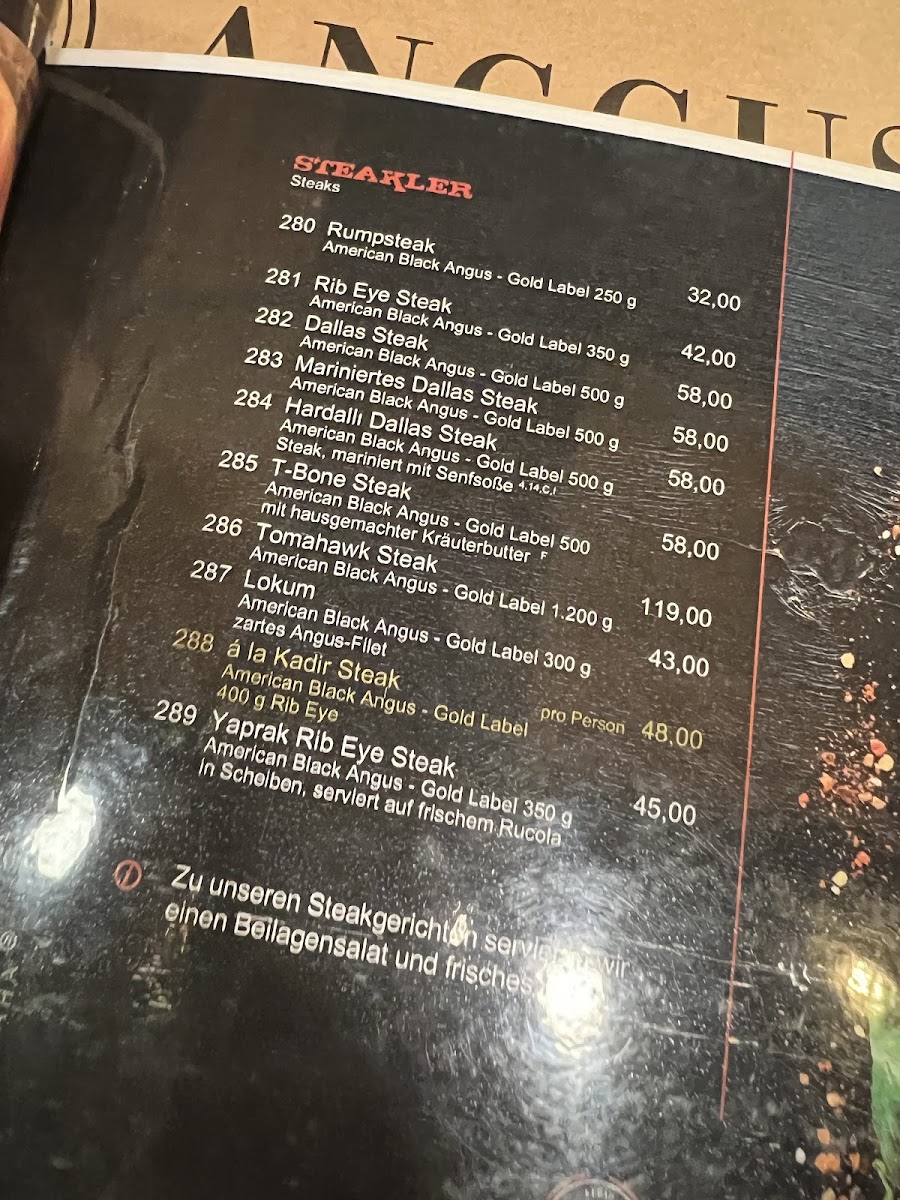 ANGGUS
STEAKLER
Steaks
280 Rumpsteak
American Black Angus - Gold Label 250 g 32,00
281 Rib Eye Steak
American Black Angus - Gold Label 350 g 42,00
282 Dallas Steak
American Black Angus - Gold Label 500 g 58,00
283 Mariniertes Dallas Steak
American Black Angus - Gold Label 500 g 58,00
284 Hardallı Dallas Steak
American Black Angus - Gold Label 500 g 58,00
Steak, mariniert mit Senfsoße 4,14,C,I
285 T-Bone Steak
American Black Angus - Gold Label 500 58,00
mit hausgemachter Kräuterbutter F
286 Tomahawk Steak
American Black Angus - Gold Label 1.200 g 119,00
287 Lokum
American Black Angus - Gold Label 300 g 43,00
zartes Angus-Filet
288 á la Kadir Steak
American Black Angus - Gold Label pro Person 48,00
400 g Rib Eye
289 Yaprak Rib Eye Steak
American Black Angus - Gold Label 350 g 45,00
in Scheiben, serviert auf frischem Rucola
Zu unseren Steakgerichten servieren wir
einen Beilagensalat und frisches